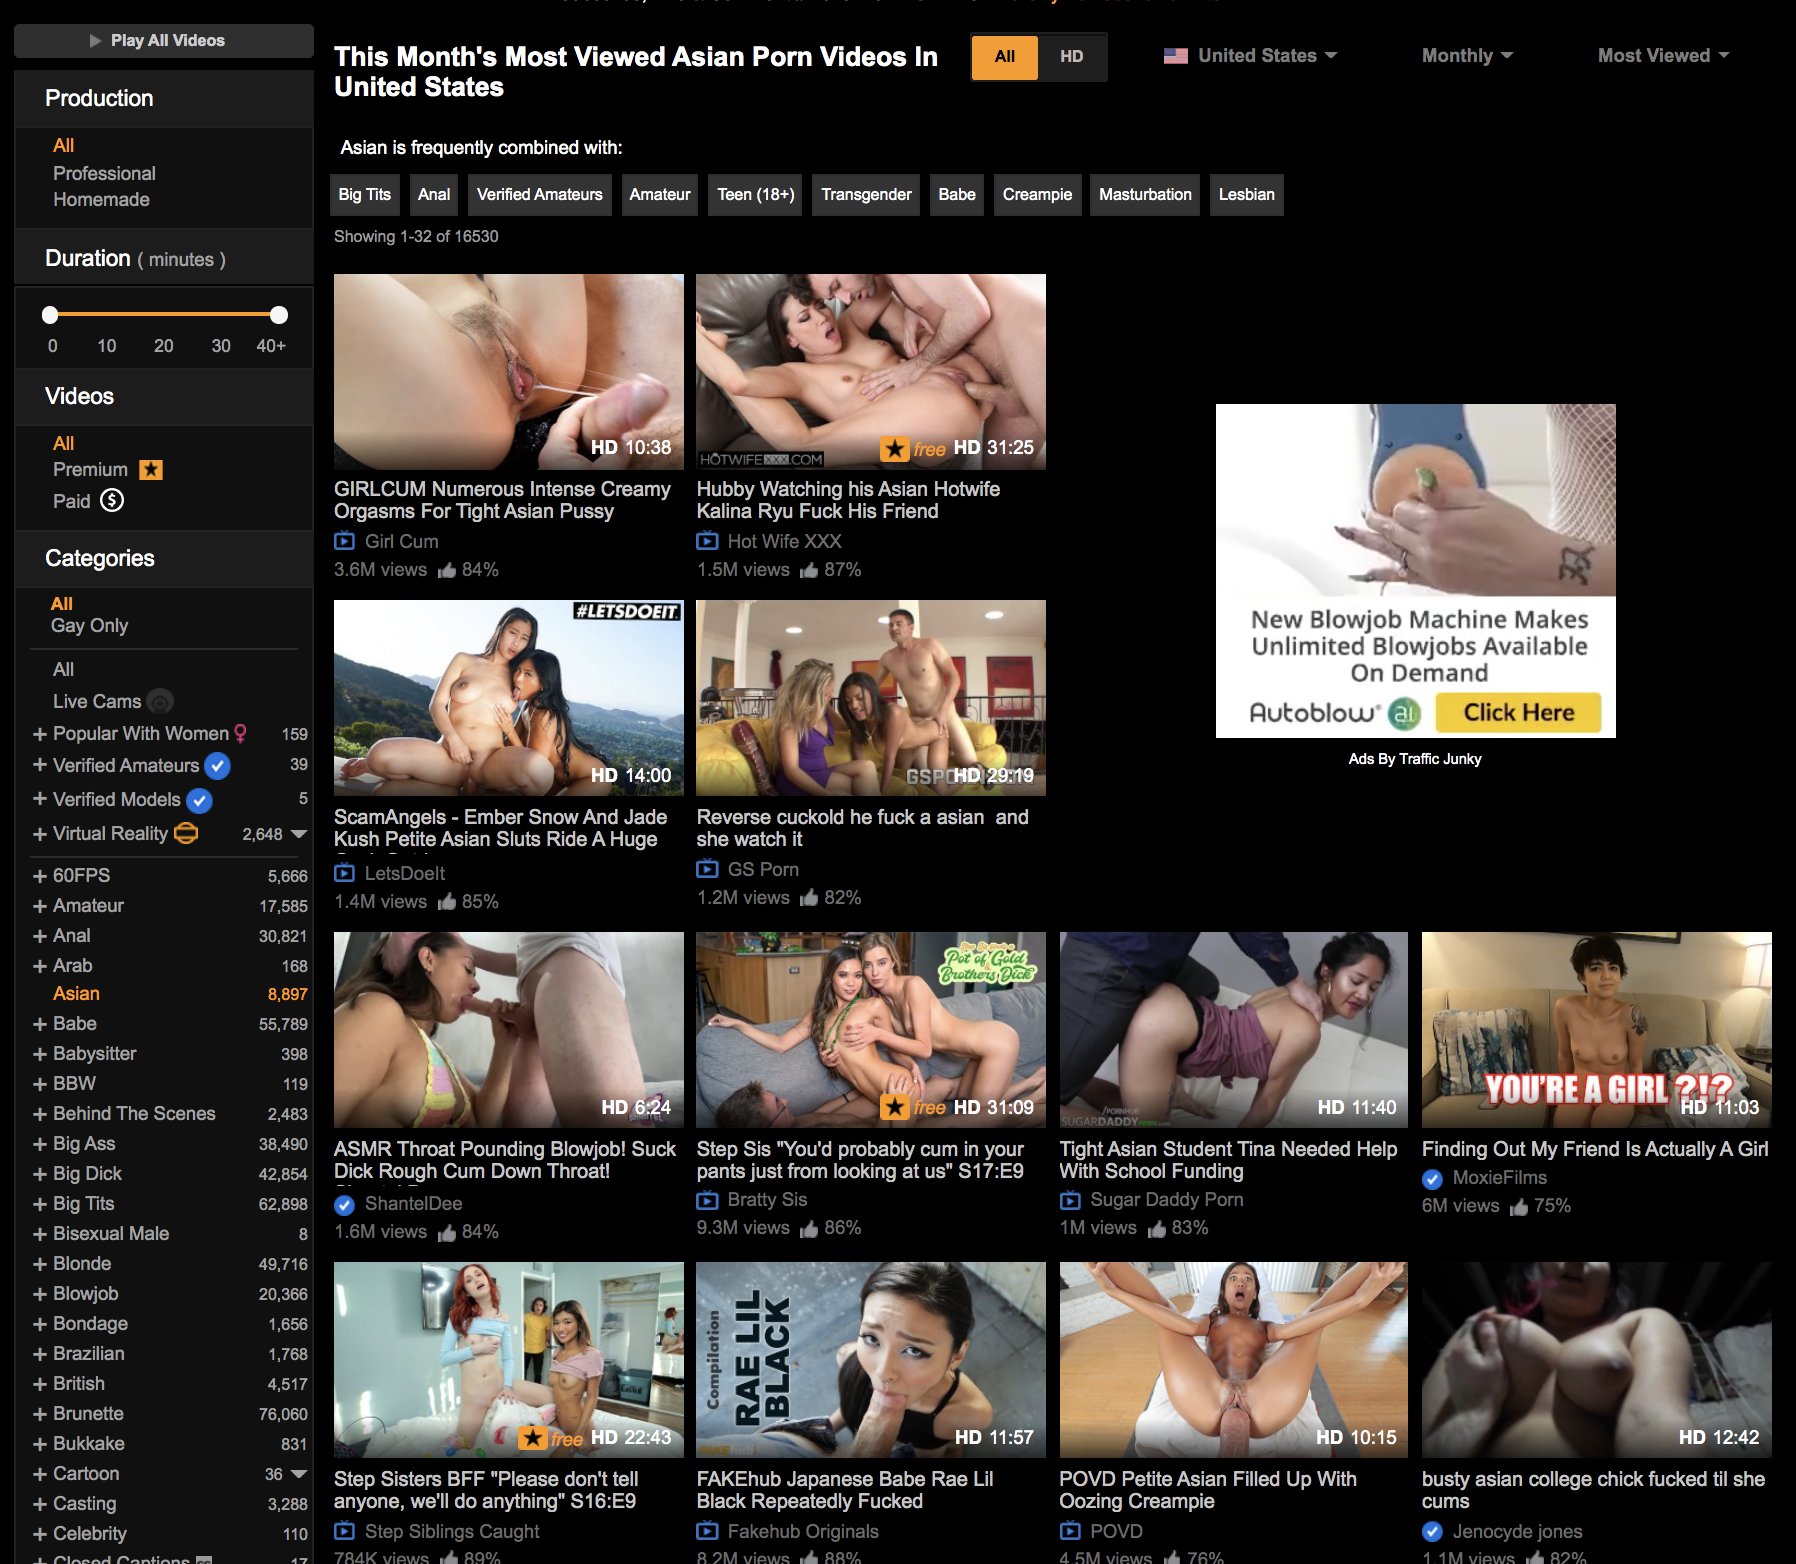 Play All Videos
Production
All
Professional
Homemade
Duration ( minutes )
0 10 20 30 40+
Videos
All
Premium
Paid
Categories
All
Gay Only
All
Live Cams
+ Popular With Women 159
+ Verified Amateurs 39
+ Verified Models 5
+ Virtual Reality 2,648
+ 60FPS 5,666
+ Amateur 17,585
+ Anal 30,821
+ Arab 168
Asian 8,897
+ Babe 55,789
+ Babysitter 398
+ BBW 119
+ Behind The Scenes 2,483
+ Big Ass 38,490
+ Big Dick 42,854
+ Big Tits 62,898
+ Bisexual Male 8
+ Blonde 49,716
+ Blowjob 20,366
+ Bondage 1,656
+ Brazilian 1,768
+ British 4,517
+ Brunette 76,060
+ Bukkake 831
+ Cartoon 36
+ Casting 3,288
+ Celebrity 110
+ Closed Captions 17
This Month's Most Viewed Asian Porn Videos In
United States
All HD
United States
Monthly
Most Viewed
Asian is frequently combined with:
Big Tits Anal Verified Amateurs Amateur Teen (18+) Transgender Babe Creampie Masturbation Lesbian
Showing 1-32 of 16530
HD 10:38
GIRLCUM Numerous Intense Creamy
Orgasms For Tight Asian Pussy
Girl Cum
3.6M views 84%
HOTWIFEXXX.COM
free HD 31:25
Hubby Watching his Asian Hotwife
Kalina Ryu Fuck His Friend
Hot Wife XXX
1.5M views 87%
New Blowjob Machine Makes
Unlimited Blowjobs Available
On Demand
Autoblow ai Click Here
Ads By Traffic Junky
#LETSDOEIT.
HD 14:00
ScamAngels - Ember Snow And Jade
Kush Petite Asian Sluts Ride A Huge
LetsDoeIt
1.4M views 85%
HD 29:19
Reverse cuckold he fuck a asian and
she watch it
GS Porn
1.2M views 82%
HD 6:24
ASMR Throat Pounding Blowjob! Suck
Dick Rough Cum Down Throat!
ShantelDee
1.6M views 84%
Pot of Gold
Brothers Dick
free HD 31:09
Step Sis "You'd probably cum in your
pants just from looking at us" S17:E9
Bratty Sis
9.3M views 86%
PORNHUB
SUGARDADDYPORN.COM
HD 11:40
Tight Asian Student Tina Needed Help
With School Funding
Sugar Daddy Porn
1M views 83%
YOU'RE A GIRL ?!?
HD 11:03
Finding Out My Friend Is Actually A Girl
MoxieFilms
6M views 75%
free HD 22:43
Step Sisters BFF "Please don't tell
anyone, we'll do anything" S16:E9
Step Siblings Caught
784K views 89%
Compilation
RAE LIL
BLACK
HD 11:57
FAKEhub Japanese Babe Rae Lil
Black Repeatedly Fucked
Fakehub Originals
8.2M views 88%
HD 10:15
POVD Petite Asian Filled Up With
Oozing Creampie
POVD
4.5M views 76%
HD 12:42
busty asian college chick fucked til she
cums
Jenocyde jones
1.1M views 82%